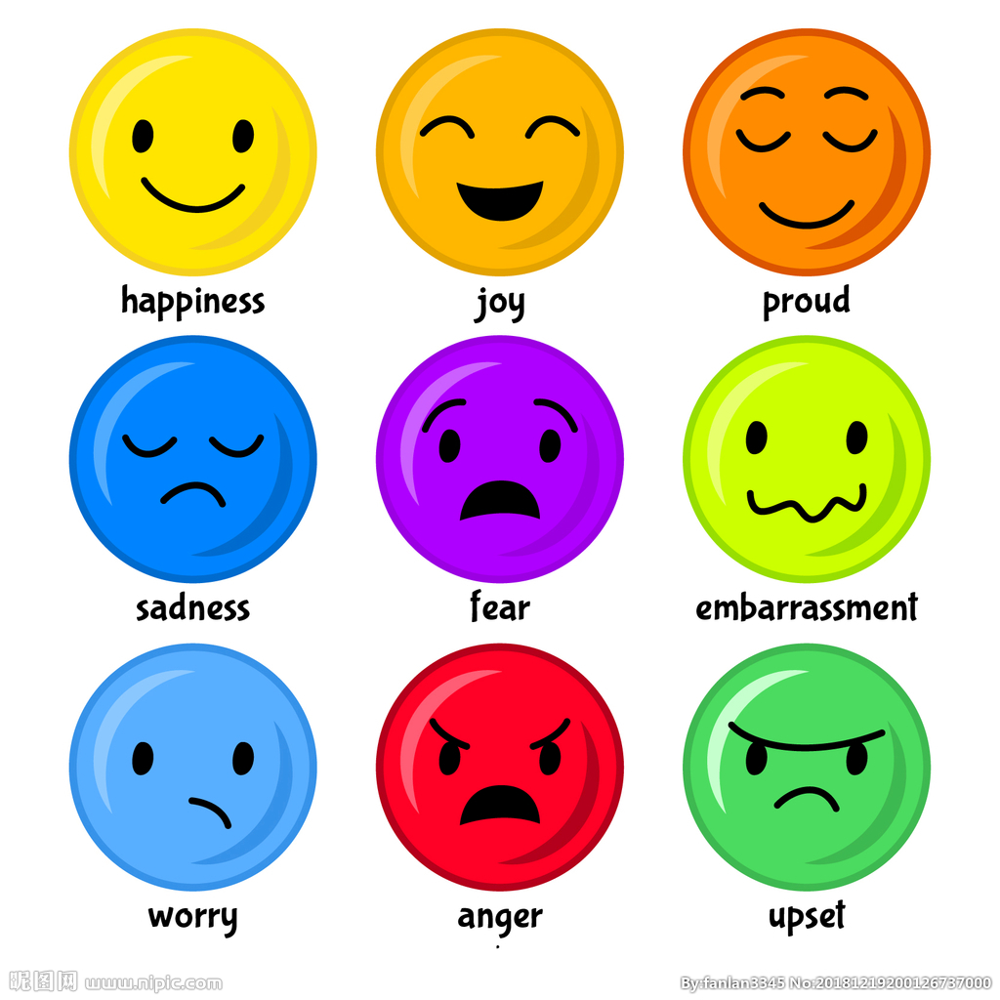 happiness
joy
proud
sadness
fear
embarrassment
worry
anger
upset
昵图网 www.nipic.com
By:fanlan3345 No:20181219200126737000